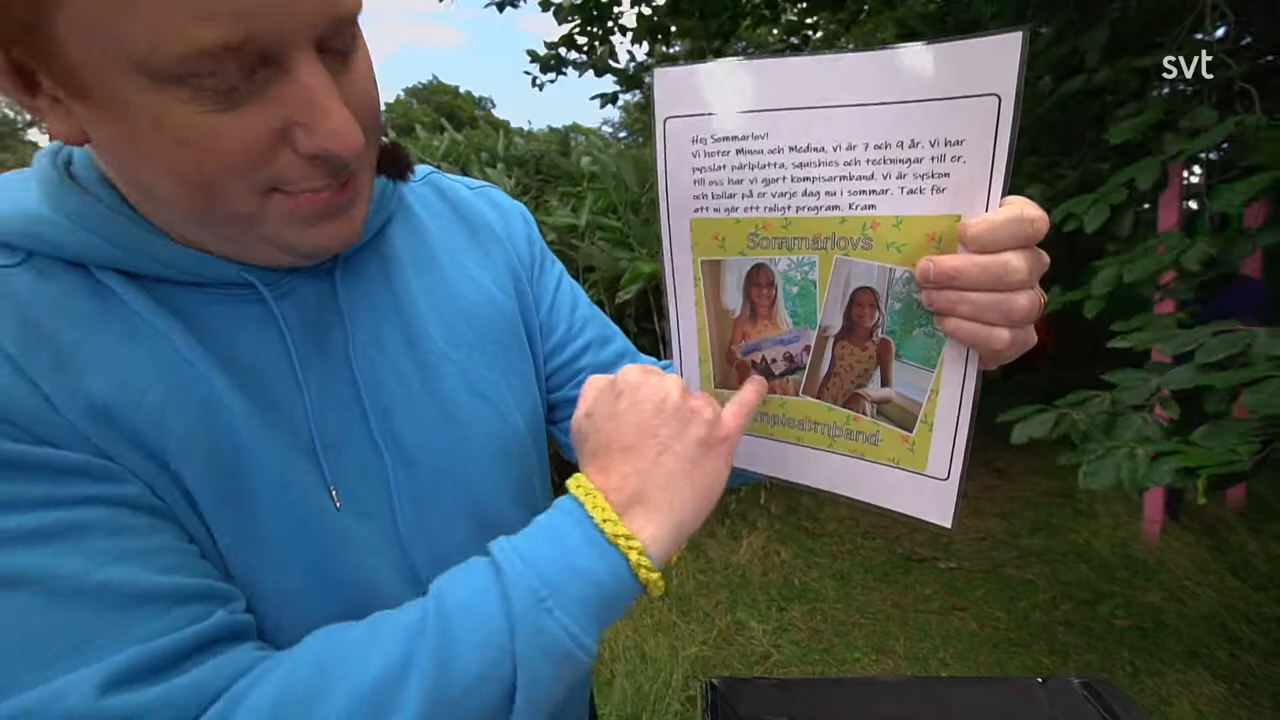 svt
Hej Sommarlov!
Vi heter Minou och Medina, vi är 7 och 9 år. Vi har
pysslat pärlplatta, squishies och teckningar till er,
till oss har vi gjort kompisarmband. Vi är syskon
och kollar på er varje dag nu i sommar. Tack för
att ni gör ett roligt program. Kram
Sommarlovs
mpisarmband